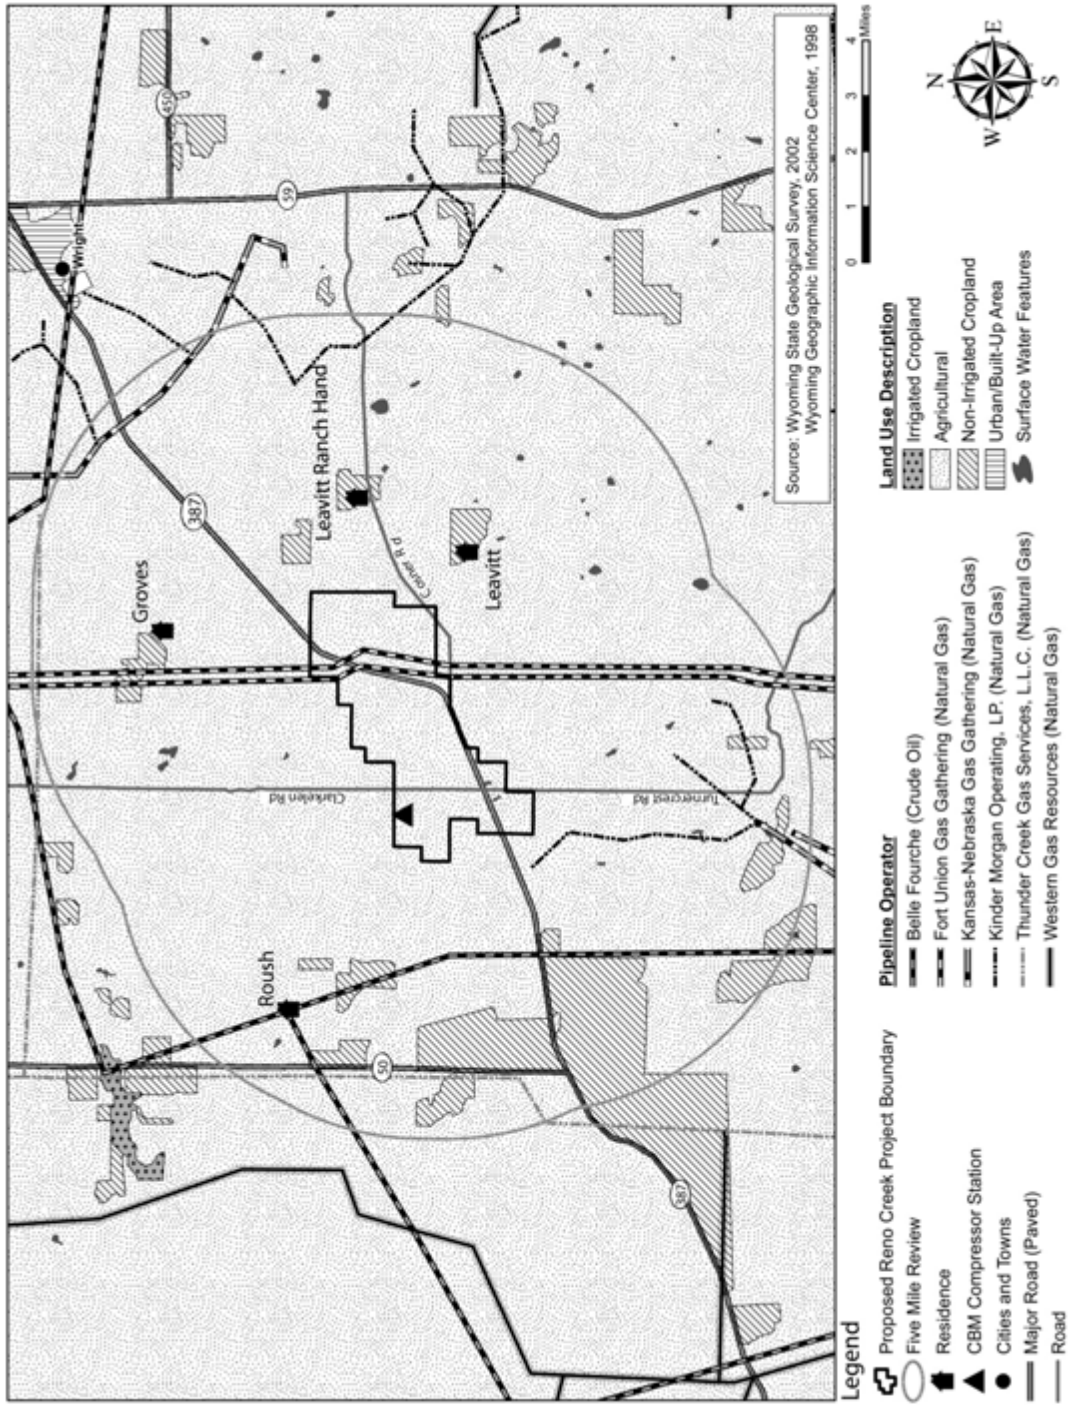 Wright
450
59
387
Groves
Leavitt Ranch Hand
Cosner Rd
Leavitt
Clarkelen Rd
Turnercrest Rd
Roush
50
387
Source: Wyoming State Geological Survey, 2002
Wyoming Geographic Information Science Center, 1998
0 1 2 3 4
Miles
N
E
S
W
Legend
Proposed Reno Creek Project Boundary
Five Mile Review
Residence
CBM Compressor Station
Cities and Towns
Major Road (Paved)
Road
Pipeline Operator
Belle Fourche (Crude Oil)
Fort Union Gas Gathering (Natural Gas)
Kansas-Nebraska Gas Gathering (Natural Gas)
Kinder Morgan Operating, LP. (Natural Gas)
Thunder Creek Gas Services, L.L.C. (Natural Gas)
Western Gas Resources (Natural Gas)
Land Use Description
Irrigated Cropland
Agricultural
Non-Irrigated Cropland
Urban/Built-Up Area
Surface Water Features